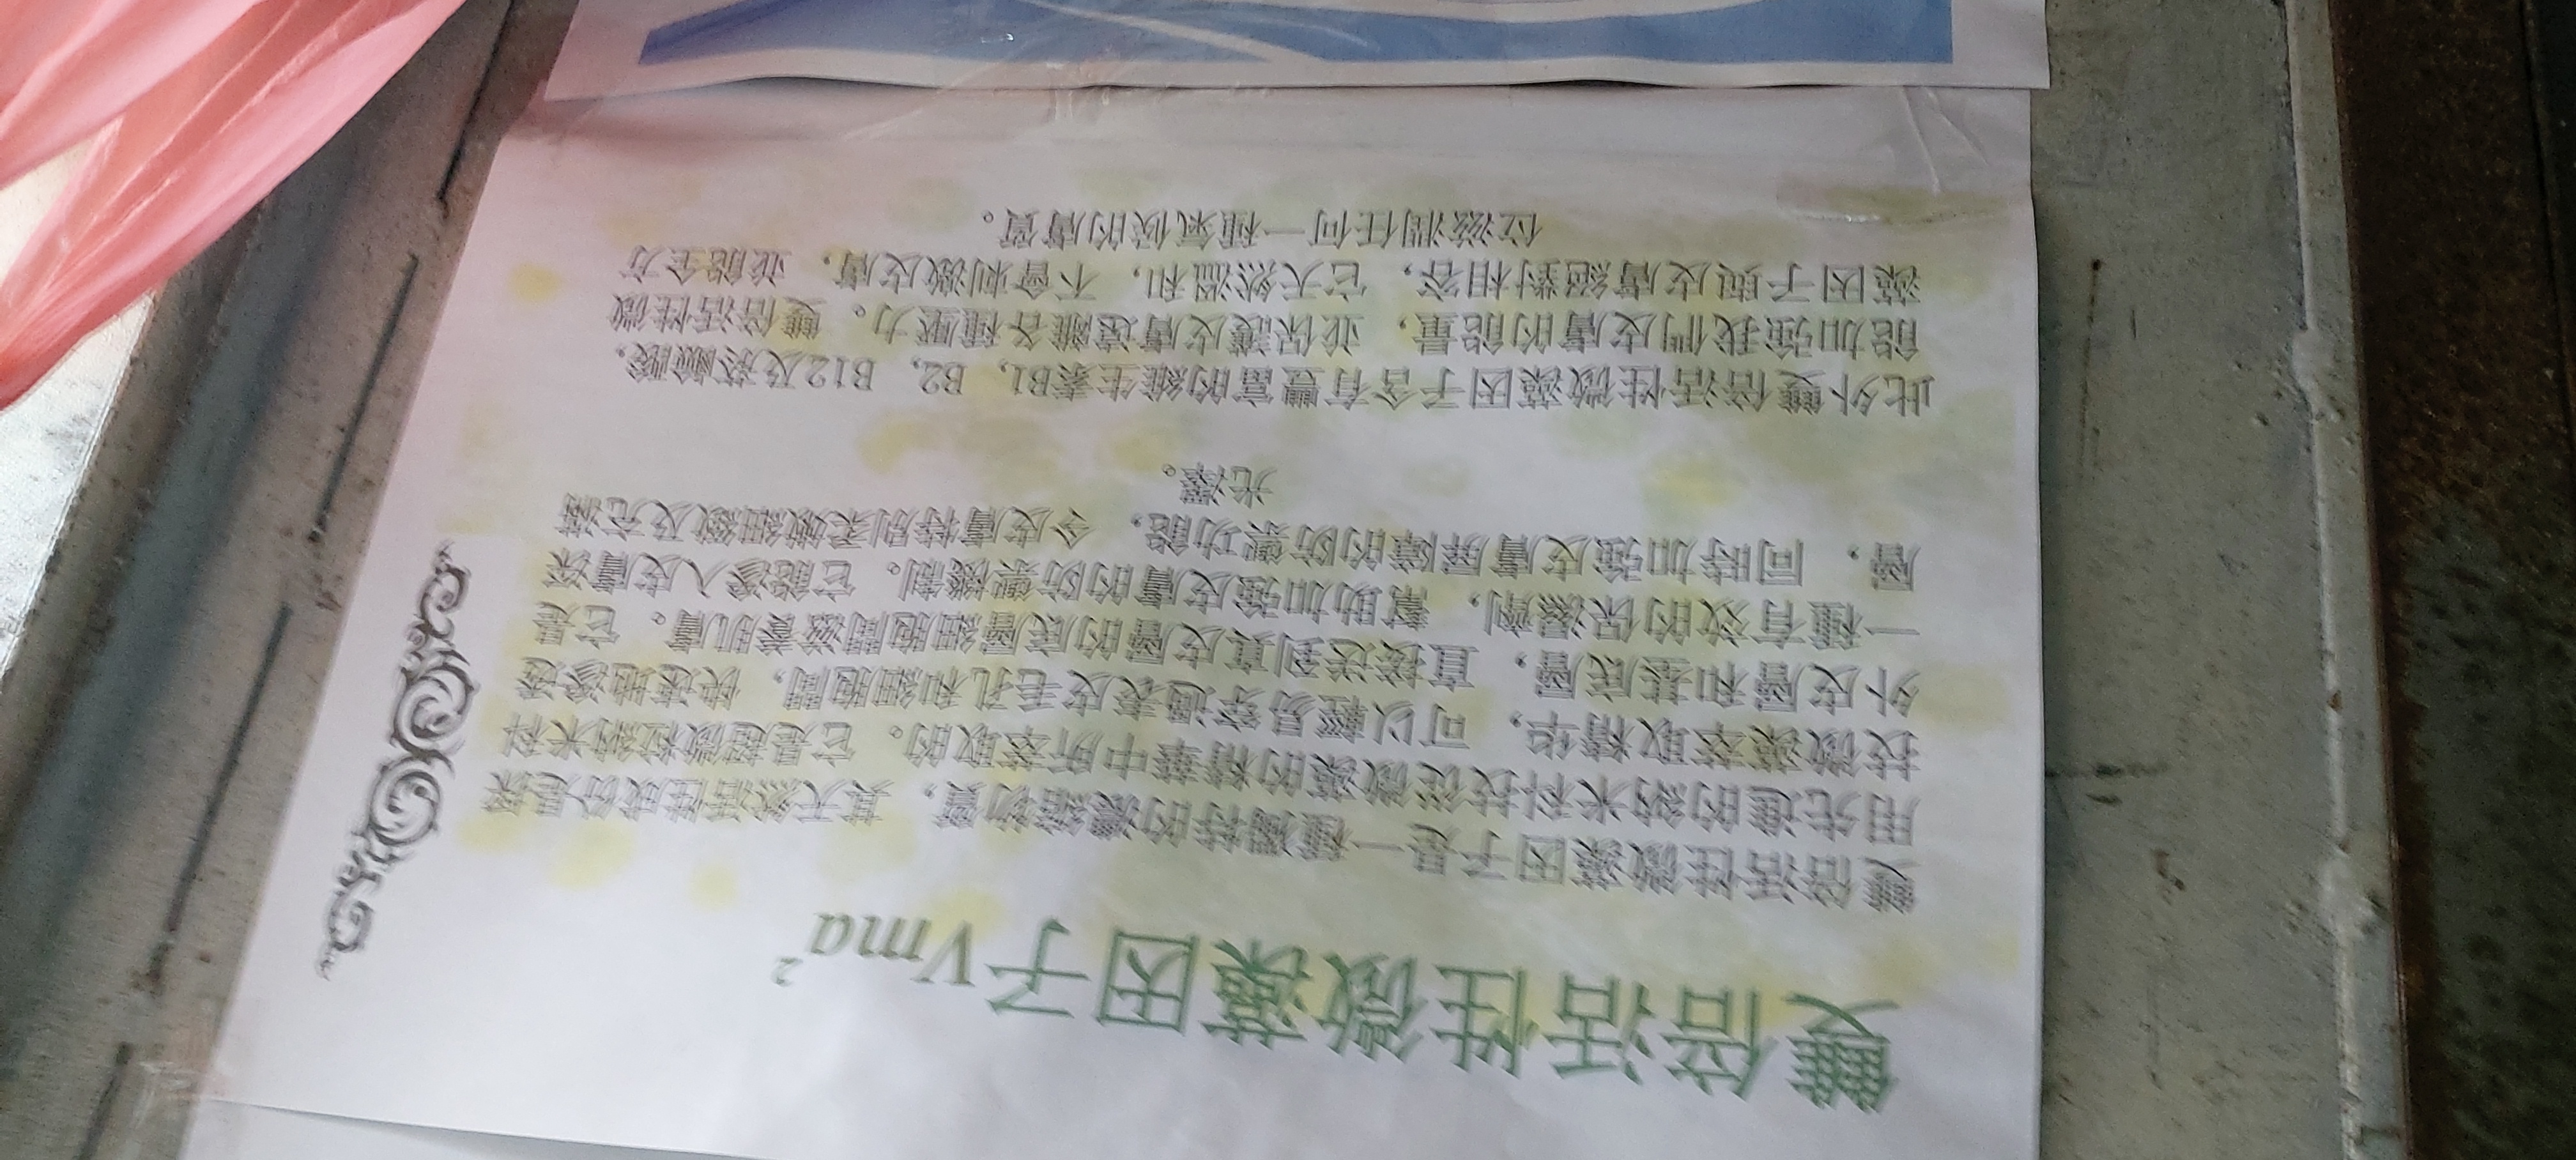 雙倍活性微藻因子Vma²
雙倍活性微藻因子是一種獨特的濃縮物質，其天然活性成份是採
用先進的納米科技從微藻的精華中所萃取的。它是超微粒納米科
技微藻萃取精华，可以輕易穿過表皮毛孔和細胞間，快速地滲透
外皮層和基底層，直接送到真皮層的底層細胞間滋養肌膚。它是
一種有效的保濕劑，幫助加強皮膚的防禦機制。它能滲入皮膚深
層，同時加強皮膚屏障的防禦功能，令皮膚特別柔嫩細緻及充滿
光澤。
此外雙倍活性微藻因子含有豐富的維生素B1，B2，B12及菸鹼酸，
能加強我們皮膚的能量，並保護皮膚遠離各種壓力。雙倍活性微
藻因子與皮膚絕對相容，它天然溫和，不會刺激皮膚，並能全方
位滋潤任何一種氣候的膚質。